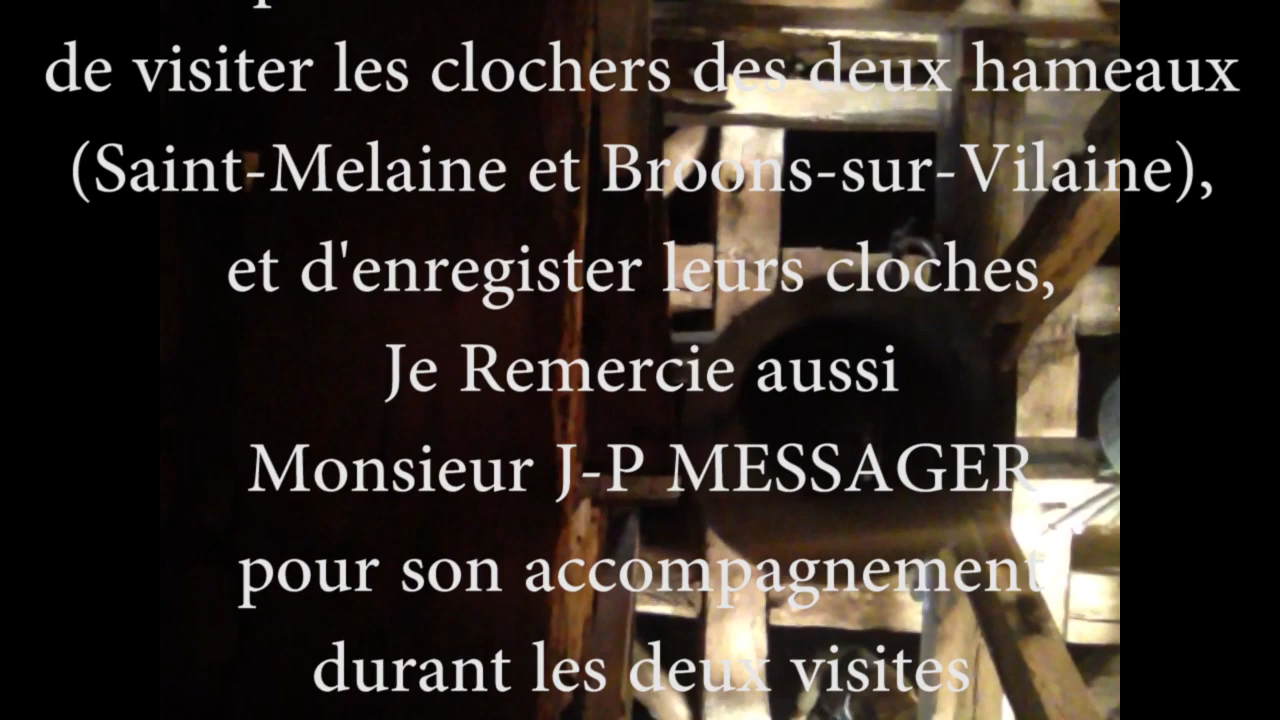 de visiter les clochers des deux hameaux
(Saint-Melaine et Broons-sur-Vilaine),
et d'enregister leurs cloches,
Je Remercie aussi
Monsieur J-P MESSAGER
pour son accompagnement
durant les deux visites